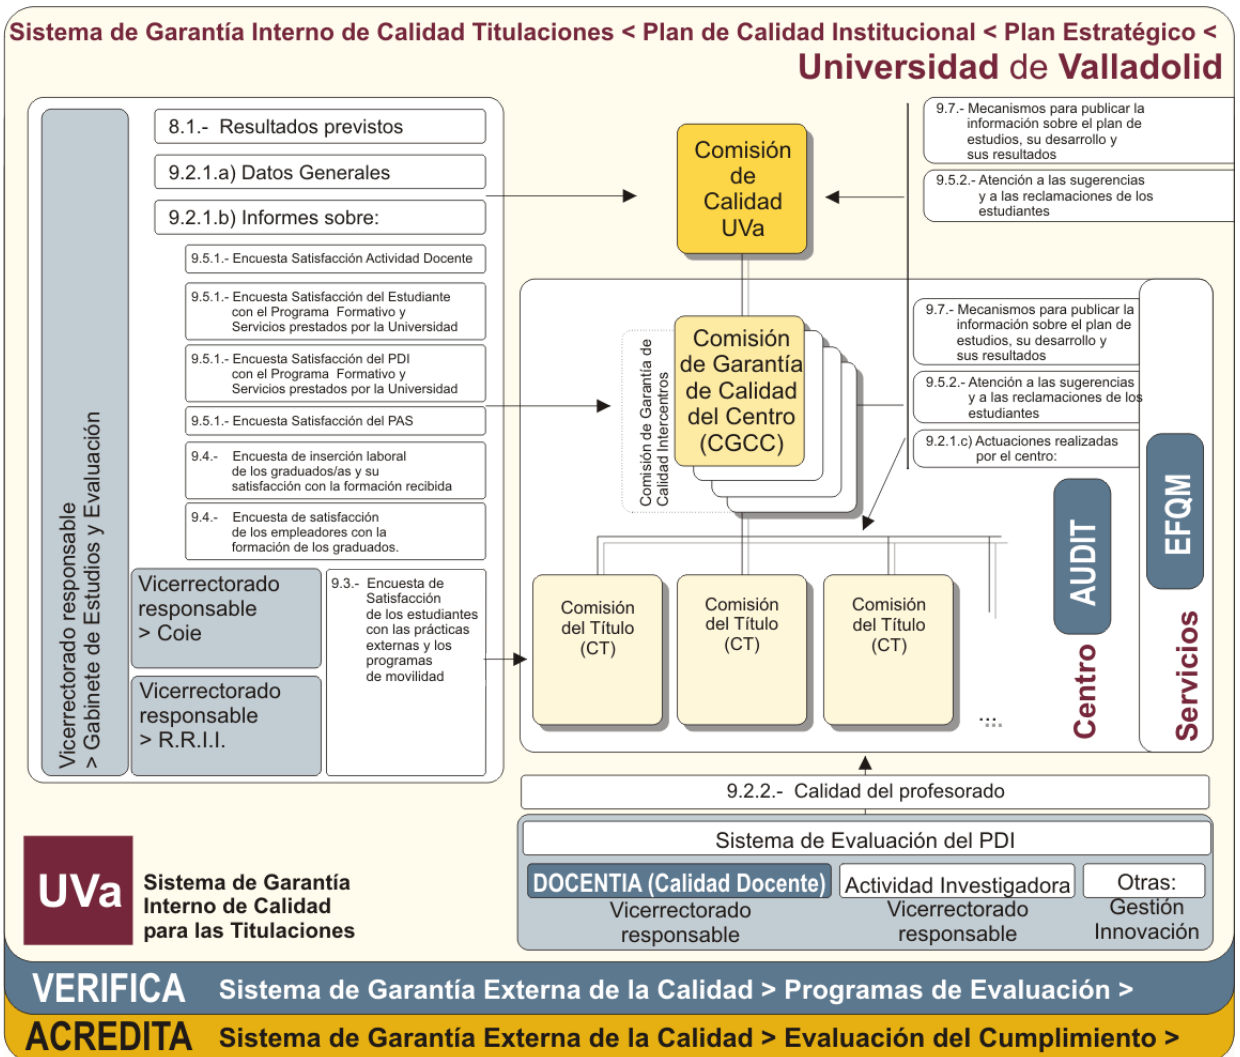 Sistema de Garantía Interno de Calidad Titulaciones < Plan de Calidad Institucional < Plan Estratégico <
Universidad de Valladolid
Vicerrectorado responsable
> Gabinete de Estudios y Evaluación
8.1.- Resultados previstos
9.2.1.a) Datos Generales
9.2.1.b) Informes sobre:
9.5.1.- Encuesta Satisfacción Actividad Docente
9.5.1.- Encuesta Satisfacción del Estudiante
con el Programa Formativo y
Servicios prestados por la Universidad
9.5.1.- Encuesta Satisfacción del PDI
con el Programa Formativo y
Servicios prestados por la Universidad
9.5.1.- Encuesta Satisfacción del PAS
9.4.- Encuesta de inserción laboral
de los graduados/as y su
satisfacción con la formación recibida
9.4.- Encuesta de satisfacción
de los empleadores con la
formación de los graduados.
Vicerrectorado
responsable
> Coie
Vicerrectorado
responsable
> R.R.I.I.
9.3.- Encuesta de
Satisfacción
de los estudiantes
con las prácticas
externas y los
programas
de movilidad
Comisión
de
Calidad
UVa
9.7.- Mecanismos para publicar la
información sobre el plan de
estudios, su desarrollo y
sus resultados
9.5.2.- Atención a las sugerencias
y a las reclamaciones de los
estudiantes
Comisión de Garantía de
Calidad Intercentros
Comisión
de Garantía
de Calidad
del Centro
(CGCC)
9.7.- Mecanismos para publicar la
información sobre el plan de
estudios, su desarrollo y
sus resultados
9.5.2.- Atención a las sugerencias
y a las reclamaciones de los
estudiantes
9.2.1.c) Actuaciones realizadas
por el centro:
Comisión
del Título
(CT)
Comisión
del Título
(CT)
Comisión
del Título
(CT)
...
Centro
AUDIT
Servicios
EFQM
9.2.2.- Calidad del profesorado
Sistema de Evaluación del PDI
DOCENTIA (Calidad Docente)
Vicerrectorado
responsable
Actividad Investigadora
Vicerrectorado
responsable
Otras:
Gestión
Innovación
UVa
Sistema de Garantía
Interno de Calidad
para las Titulaciones
VERIFICA Sistema de Garantía Externa de la Calidad > Programas de Evaluación >
ACREDITA Sistema de Garantía Externa de la Calidad > Evaluación del Cumplimiento >